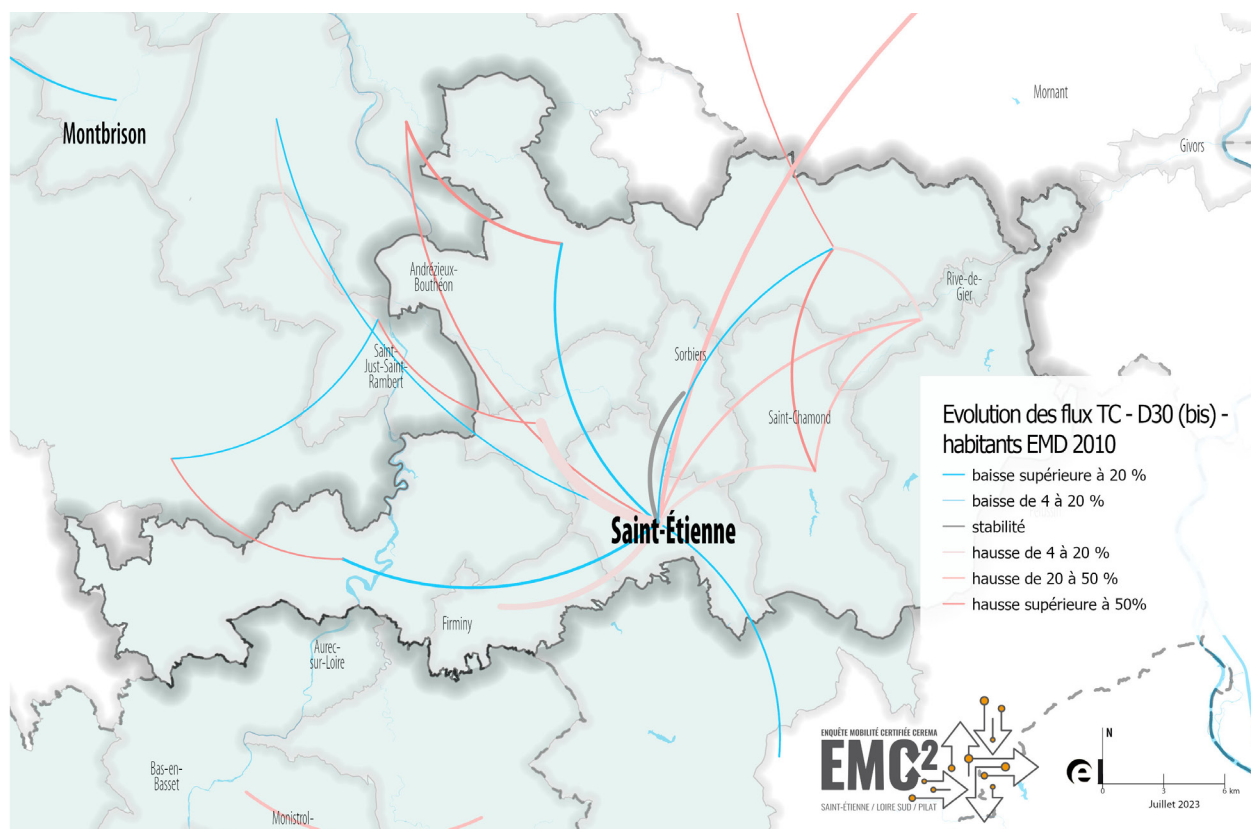 Mornant
Montbrison
Givors
Andrézieux-
Bouthéon
Rive-de-
Gier
Saint-
Just-Saint-
Rambert
Sorbiers
Saint-Chamond
Evolution des flux TC - D30 (bis) -
habitants EMD 2010
baisse supérieure à 20 %
baisse de 4 à 20 %
stabilité
hausse de 4 à 20 %
hausse de 20 à 50 %
hausse supérieure à 50%
Saint-Étienne
Firminy
Aurec-
sur-Loire
Bas-en-
Basset
Monistrol-
ENQUÊTE MOBILITÉ CERTIFIÉE CEREMA
EMC2
SAINT-ÉTIENNE / LOIRE SUD / PILAT
N
0 3 6 km
Juillet 2023